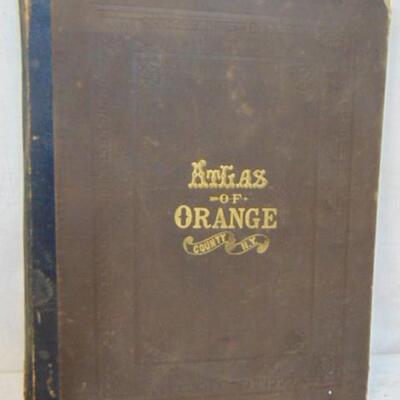 ATLAS
OF
ORANGE
COUNTY N.Y.